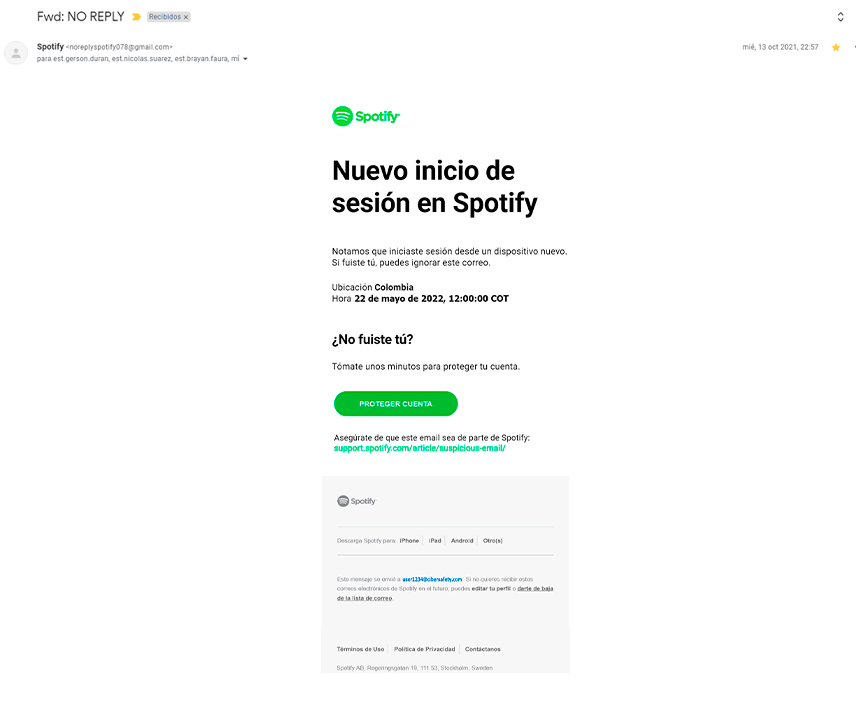 Fwd: NO REPLY
Recibidos x
Spotify <noreplyspotify078@gmail.com>
mié, 13 oct 2021, 22:57
para est.gerson.duran, est.nicolas.suarez, est.brayan.faura, mí
Spotify
Nuevo inicio de
sesión en Spotify
Notamos que iniciaste sesión desde un dispositivo nuevo.
Si fuiste tú, puedes ignorar este correo.
Ubicación Colombia
Hora 22 de mayo de 2022, 12:00:00 COT
¿No fuiste tú?
Tómate unos minutos para proteger tu cuenta.
PROTEGER CUENTA
Asegúrate de que este email sea de parte de Spotify:
support.spotify.com/article/suspicious-email/
Spotify
Descarga Spotify para: iPhone | iPad | Android | Otro(s)
Este mensaje se envió a user1234@cibersafety.com. Si no quieres recibir estos
correos electrónicos de Spotify en el futuro, puedes editar tu perfil o darte de baja
de la lista de correo
Términos de Uso | Política de Privacidad | Contáctanos
Spotify AB, Regeringsgatan 19, 111 53, Stockholm, Sweden.